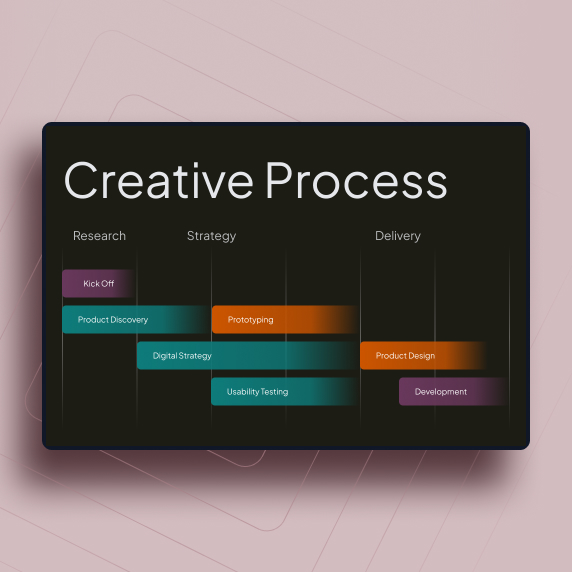 Creative Process
Research Strategy Delivery
Kick Off
Product Discovery Prototyping
Digital Strategy Product Design
Usability Testing Development